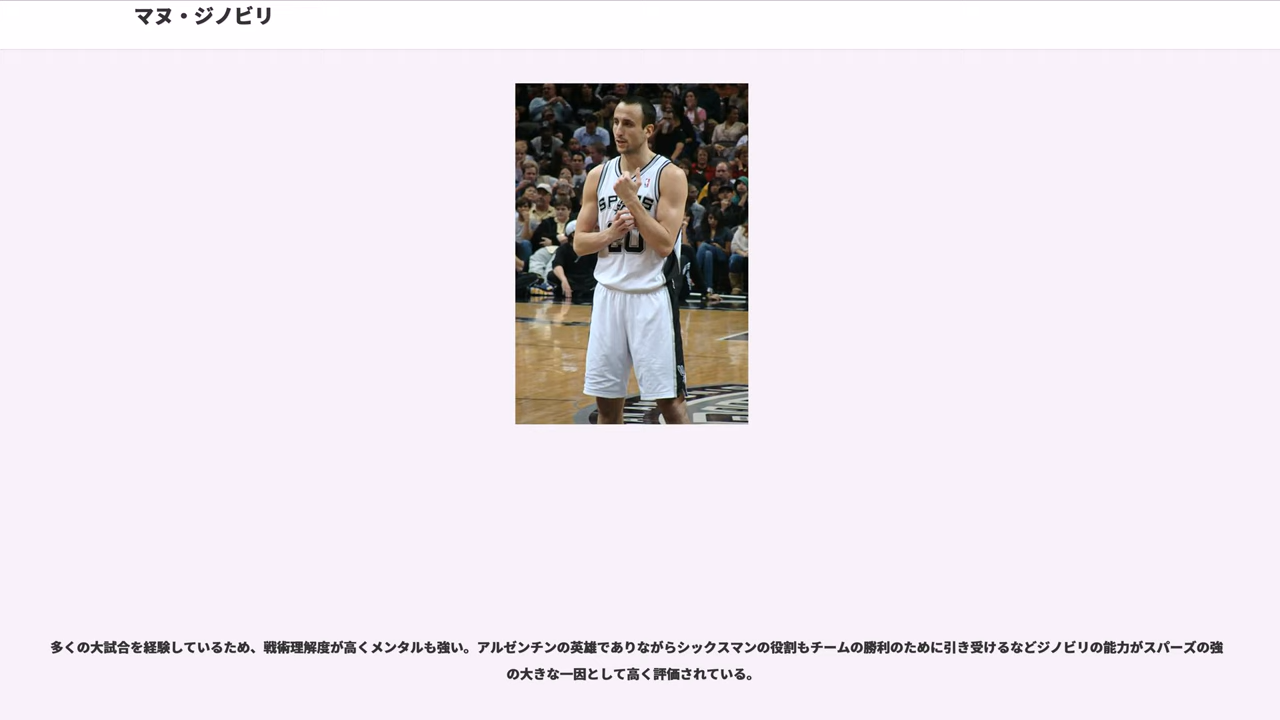 マヌ・ジノビリ
SPURS
20
多くの大試合を経験しているため、戦術理解度が高くメンタルも強い。アルゼンチンの英雄でありながらシックスマンの役割もチームの勝利のために引き受けるなどジノビリの能力がスパーズの強
の大きな一因として高く評価されている。